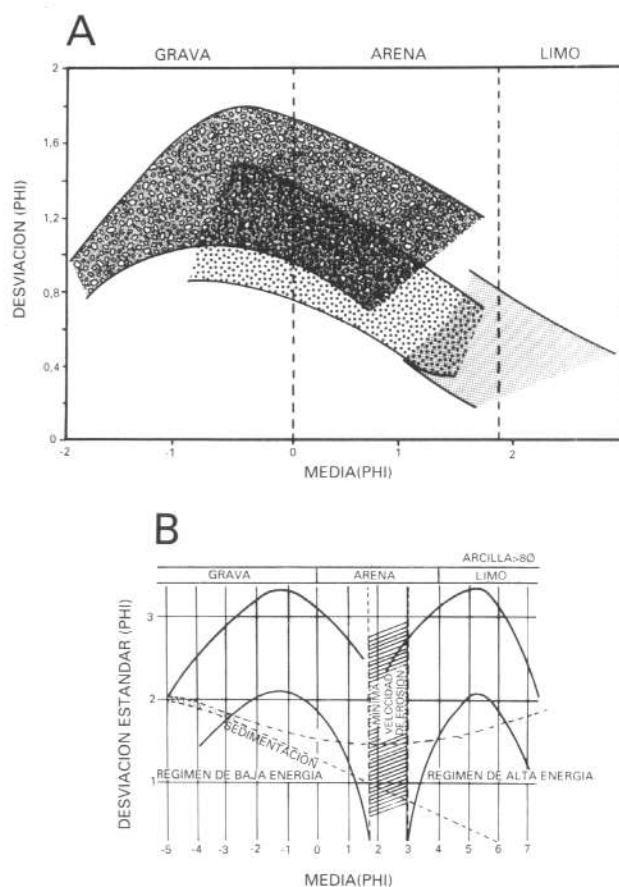 A
GRAVA ARENA LIMO
DESVIACION (PHI)
2
1,6
1,2
0,8
0,4
0
-2 -1 0 1 2
MEDIA(PHI)
B
ARCILLA>8Ø
GRAVA ARENA LIMO
DESVIACION ESTANDAR (PHI)
3
2
1
SEDIMENTACIÓN
MINIMA
VELOCIDAD
DE EROSION
REGIMEN DE BAJA ENERGIA
REGIMEN DE ALTA ENERGIA
-5 -4 -3 -2 -1 0 1 2 3 4 5 6 7
MEDIA(PHI)